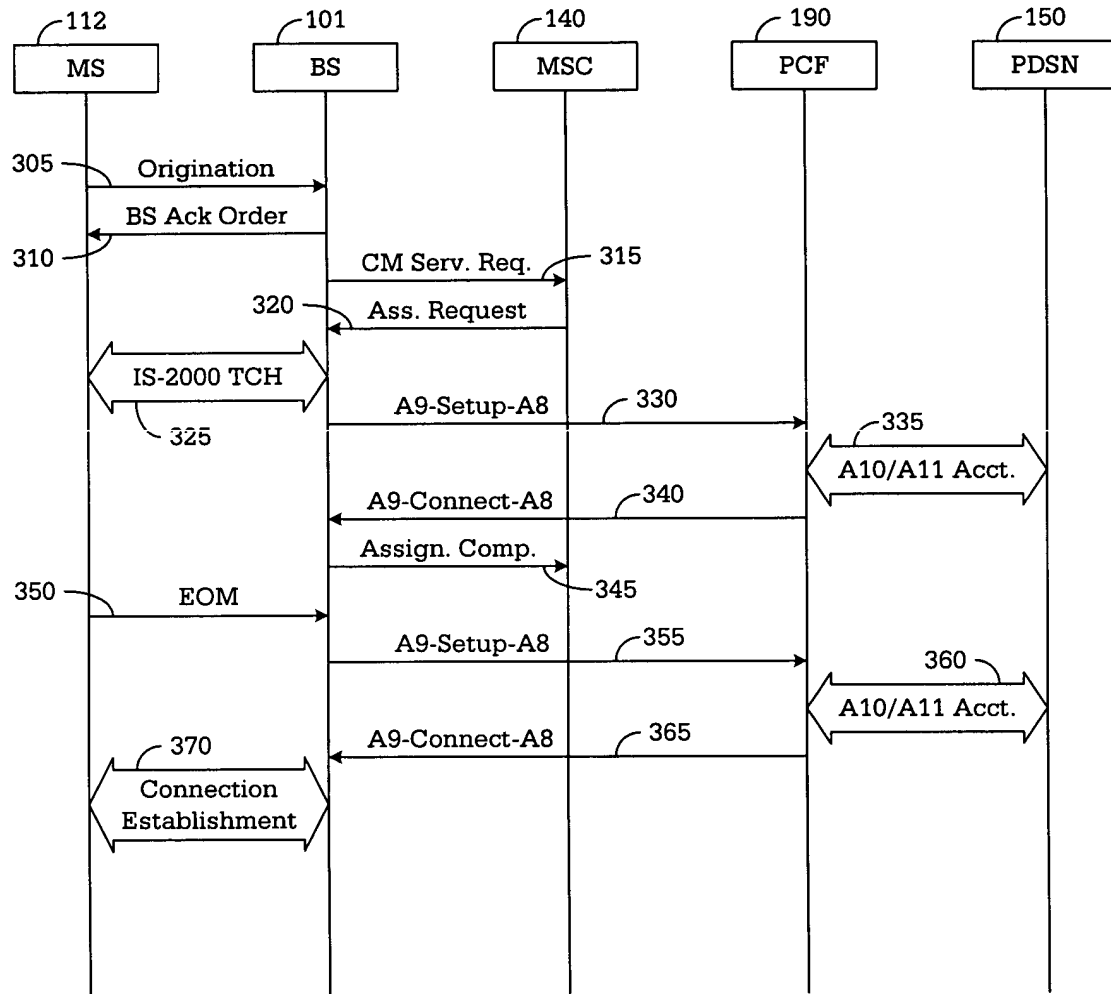 112 101 140 190 150
MS BS MSC PCF PDSN
305 Origination
BS Ack Order
310
CM Serv. Req. 315
320 Ass. Request
IS-2000 TCH
325
A9-Setup-A8 330
335
A10/A11 Acct.
A9-Connect-A8 340
Assign. Comp.
345
350 EOM
A9-Setup-A8 355
360
A10/A11 Acct.
A9-Connect-A8 365
370
Connection
Establishment